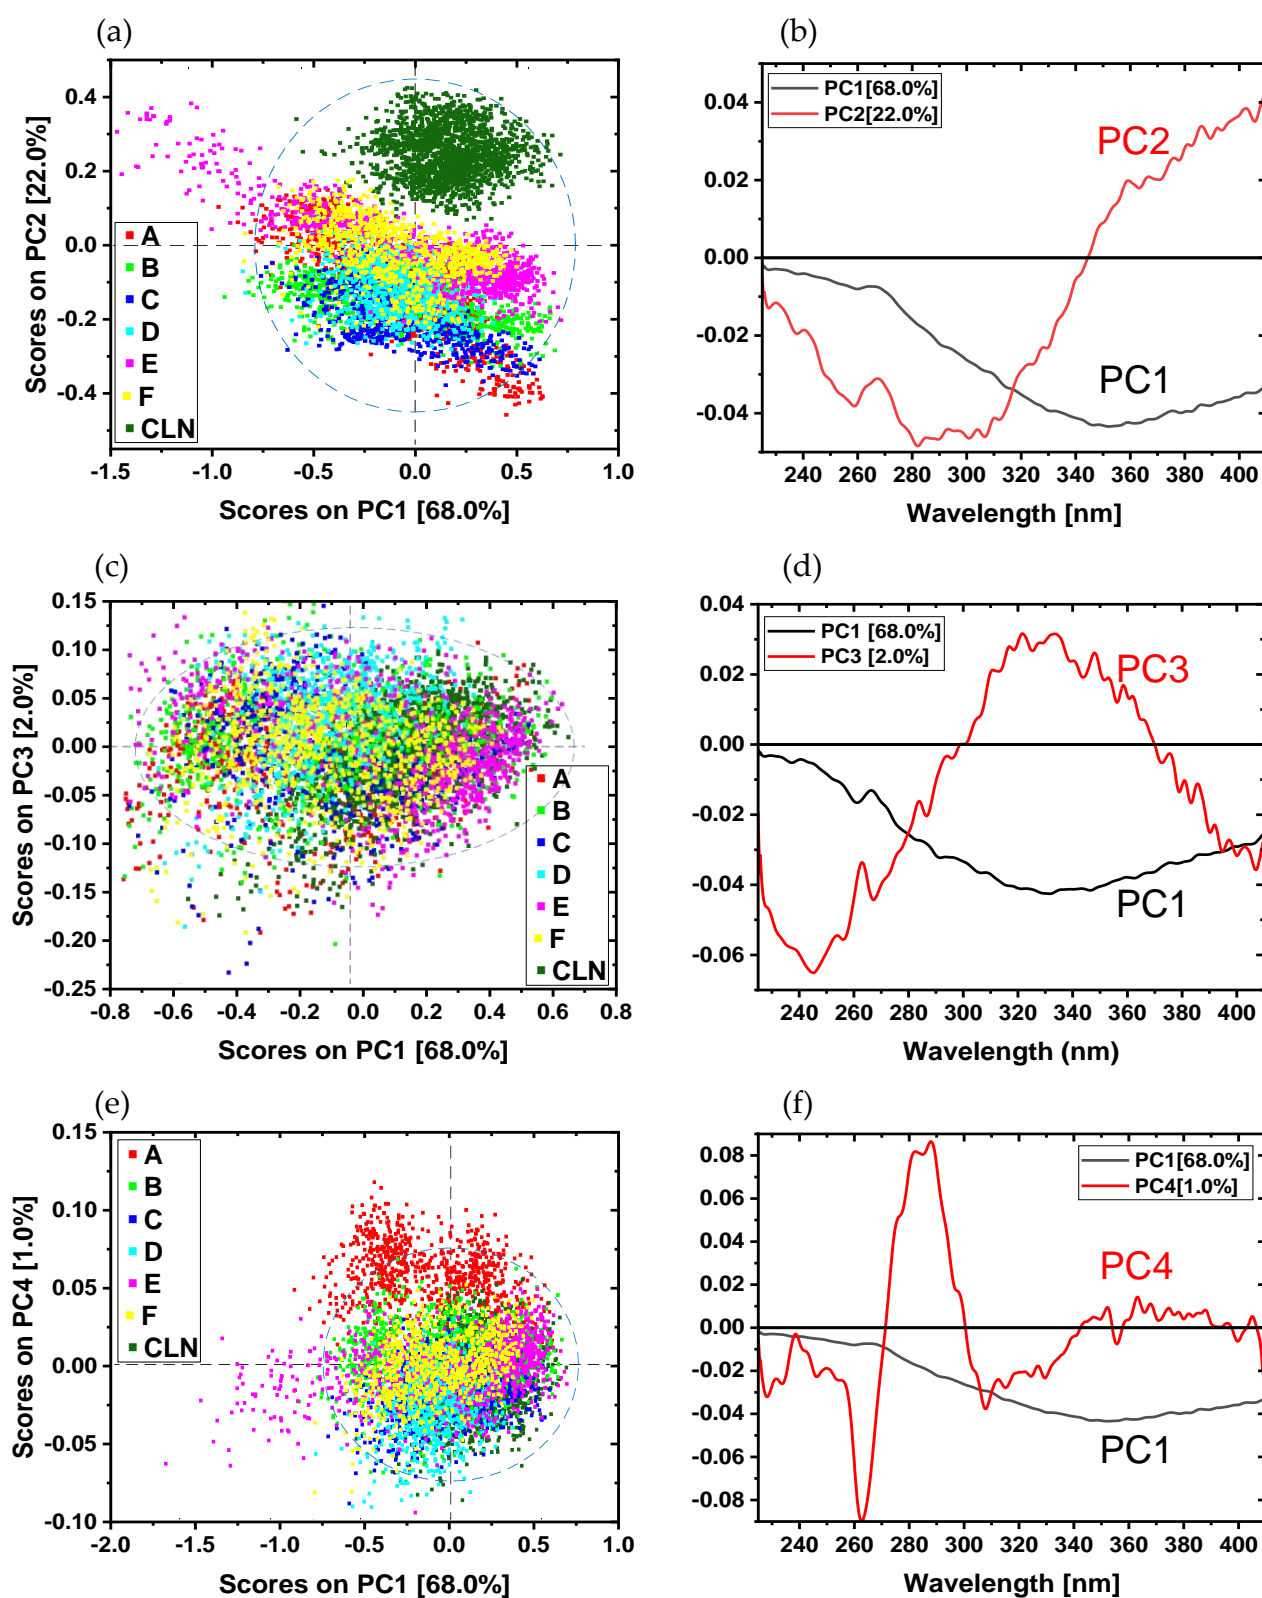 (a)
Scores on PC2 [22.0%]
0.4
0.2
0.0
-0.2
-0.4
A
B
C
D
E
F
CLN
-1.5 -1.0 -0.5 0.0 0.5 1.0
Scores on PC1 [68.0%]
(b)
PC1[68.0%]
PC2[22.0%]
0.04
0.02
0.00
-0.02
-0.04
PC2
PC1
240 260 280 300 320 340 360 380 400
Wavelength [nm]
(c)
Scores on PC3 [2.0%]
0.15
0.10
0.05
0.00
-0.05
-0.10
-0.15
-0.20
-0.25
A
B
C
D
E
F
CLN
-0.8 -0.6 -0.4 -0.2 0.0 0.2 0.4 0.6 0.8
Scores on PC1 [68.0%]
(d)
PC1 [68.0%]
PC3 [2.0%]
0.04
0.02
0.00
-0.02
-0.04
-0.06
PC3
PC1
240 260 280 300 320 340 360 380 400
Wavelength (nm)
(e)
Scores on PC4 [1.0%]
0.15
0.10
0.05
0.00
-0.05
-0.10
A
B
C
D
E
F
CLN
-2.0 -1.5 -1.0 -0.5 0.0 0.5 1.0
Scores on PC1 [68.0%]
(f)
PC1[68.0%]
PC4[1.0%]
0.08
0.06
0.04
0.02
0.00
-0.02
-0.04
-0.06
-0.08
PC4
PC1
240 260 280 300 320 340 360 380 400
Wavelength [nm]